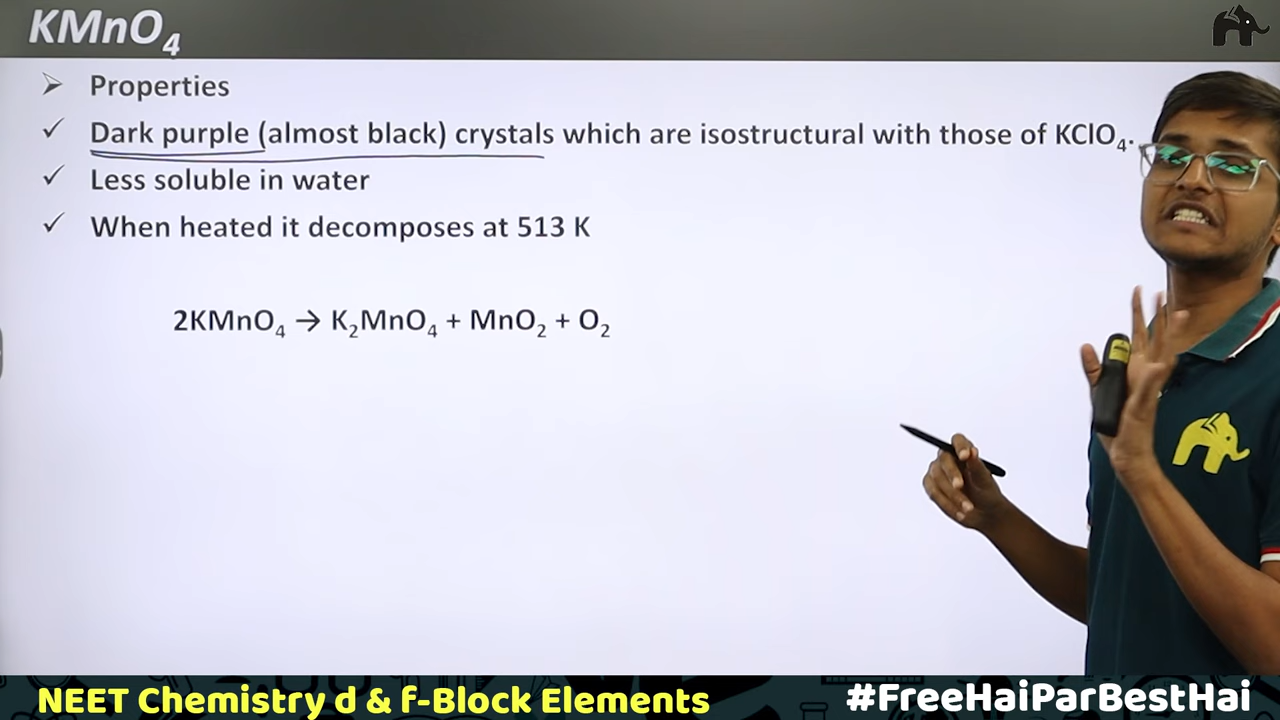 KMnO₄
➢ Properties
✓ Dark purple (almost black) crystals which are isostructural with those of KClO₄.
✓ Less soluble in water
✓ When heated it decomposes at 513 K
2KMnO₄ → K₂MnO₄ + MnO₂ + O₂
NEET Chemistry d & f-Block Elements
#FreeHaiParBestHai